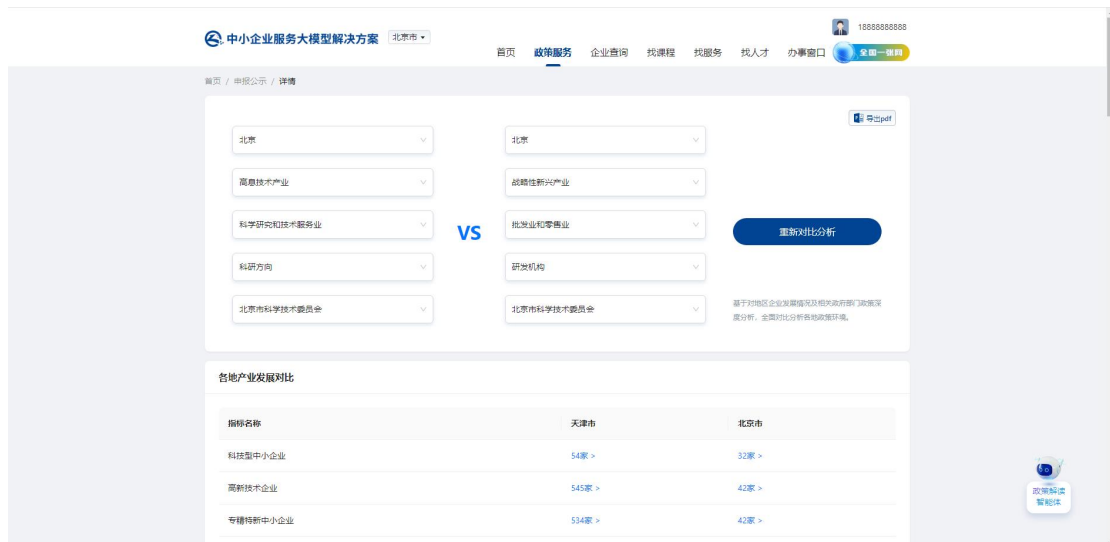 中小企业服务大模型解决方案 北京市
18888888888
首页 政策服务 企业查询 找课程 找服务 找人才 办事窗口 全国一张网
首页 / 申报公示 / 详情
导出pdf
北京 北京
高息技术产业 战略性新兴产业
科学研究和技术服务业 VS 批发业和零售业 重新对比分析
科研方向 研发机构
北京市科学技术委员会 北京市科学技术委员会
基于对地区企业发展情况及相关政府部门政策深
度分析，全面对比分析各地政策环境。
各地产业发展对比
指标名称 天津市 北京市
科技型中小企业 54家 > 32家 >
高新技术企业 545家 > 42家 >
专精特新中小企业 534家 > 42家 >
政策解读
智能体